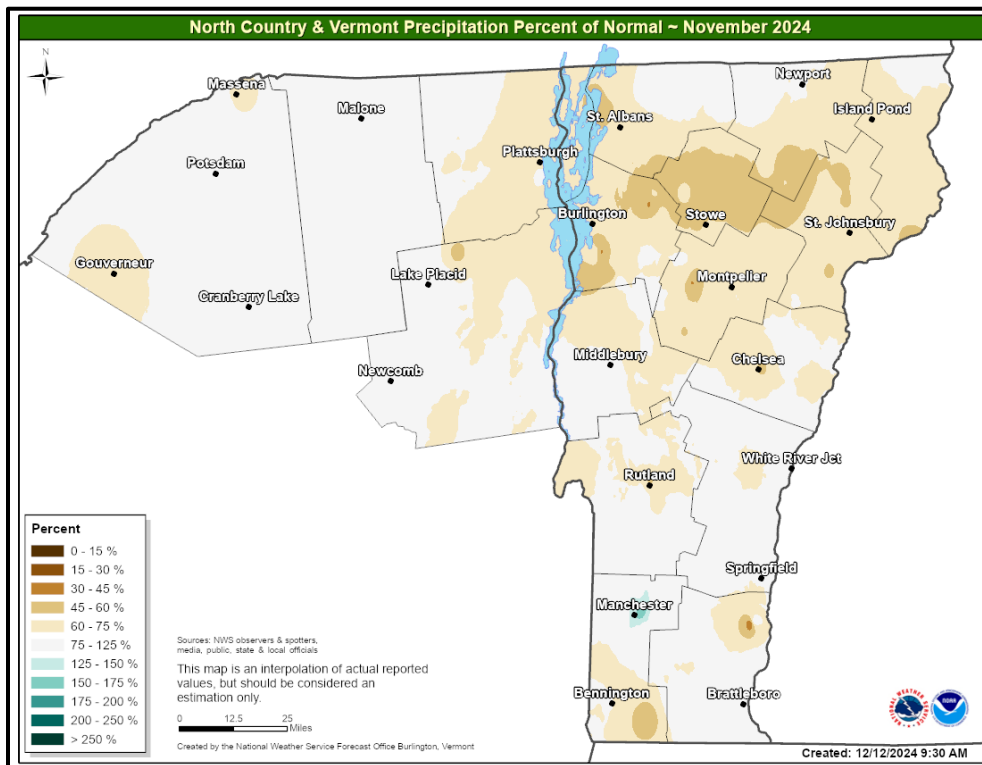 North Country & Vermont Precipitation Percent of Normal ~ November 2024
N
Massena
Malone
Newport
Island Pond
St. Albans
Potsdam
Plattsburgh
Burlington
Stowe
St. Johnsbury
Gouverneur
Lake Placid
Montpelier
Cranberry Lake
Middlebury
Chelsea
Newcomb
White River Jct
Rutland
Springfield
Manchester
Bennington
Brattleboro
Percent
0 - 15 %
15 - 30 %
30 - 45 %
45 - 60 %
60 - 75 %
75 - 125 %
125 - 150 %
150 - 175 %
175 - 200 %
200 - 250 %
> 250 %
Sources: NWS observers & spotters,
media, public, state & local officials
This map is an interpolation of actual reported
values, but should be considered an
estimation only.
0 12.5 25
Miles
Created by the National Weather Service Forecast Office Burlington, Vermont
NOAA
Created: 12/12/2024 9:30 AM